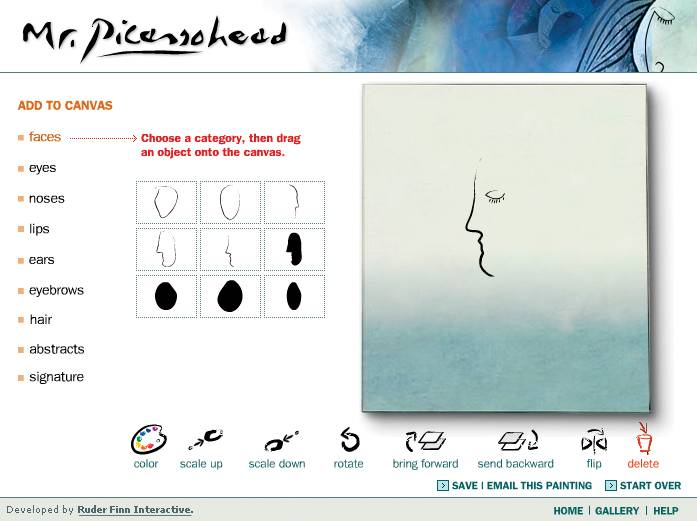 Mr. Picassohead
ADD TO CANVAS
faces
Choose a category, then drag
an object onto the canvas.
eyes
noses
lips
ears
eyebrows
hair
abstracts
signature
color scale up scale down rotate bring forward send backward flip delete
SAVE | EMAIL THIS PAINTING START OVER
Developed by Ruder Finn Interactive. HOME | GALLERY | HELP